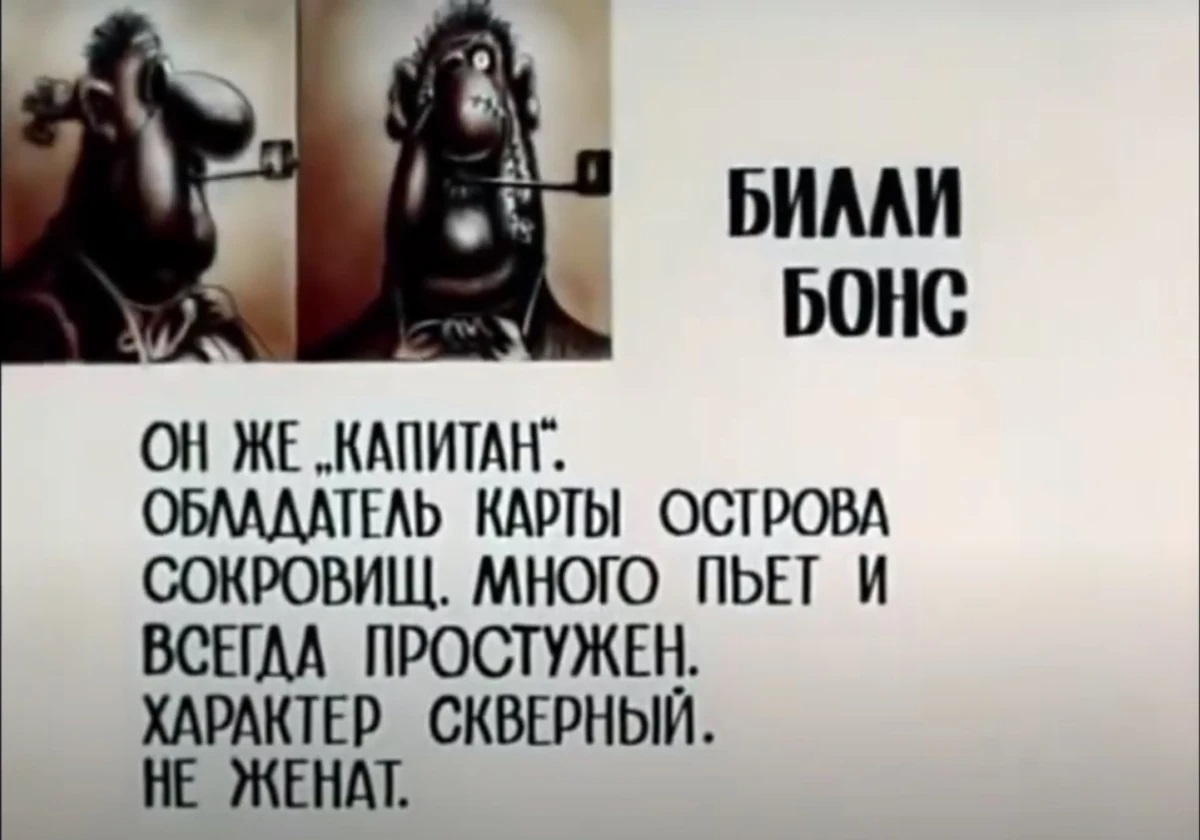 БИЛЛИ
БОНС
ОН ЖЕ „КАПИТАН“.
ОБЛАДАТЕЛЬ КАРТЫ ОСТРОВА
СОКРОВИЩ. МНОГО ПЬЕТ И
ВСЕГДА ПРОСТУЖЕН.
ХАРАКТЕР СКВЕРНЫЙ.
НЕ ЖЕНАТ.